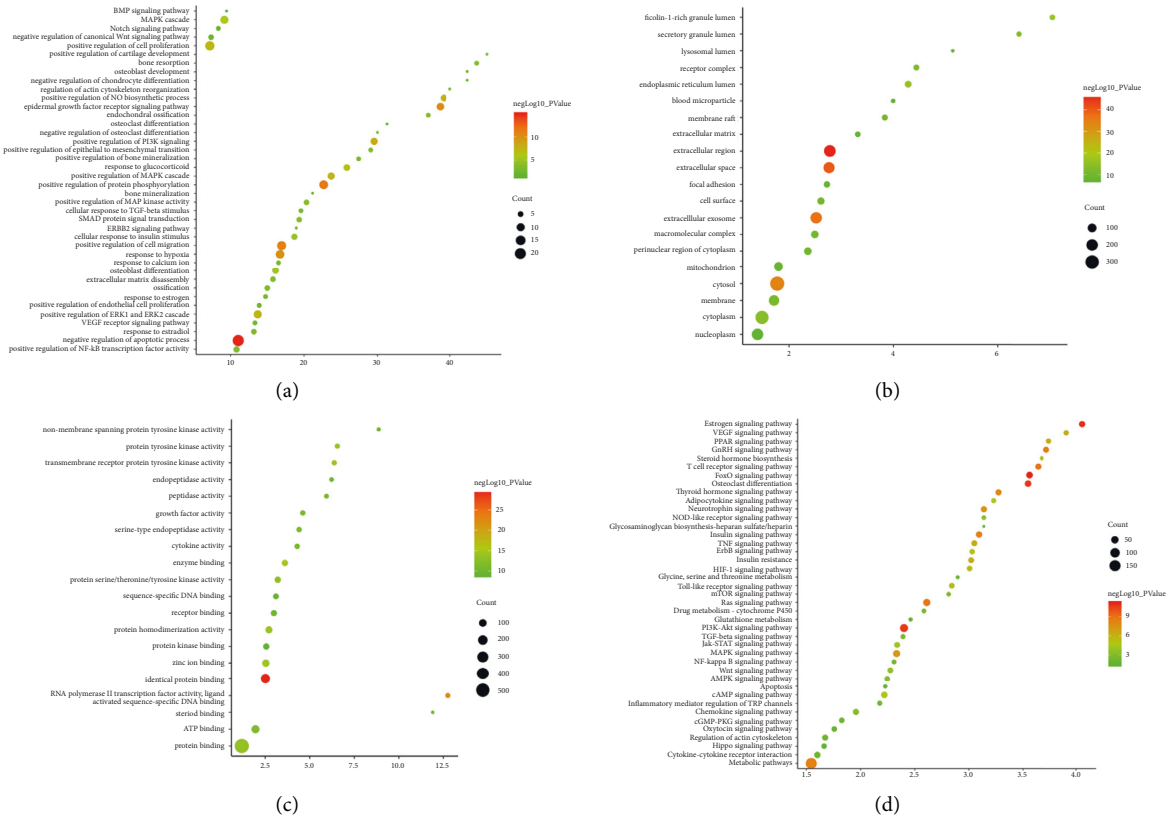 BMP signaling pathway
MAPK cascade
Notch signaling pathway
negative regulation of canonical Wnt signaling pathway
positive regulation of cell proliferation
positive regulation of cartilage development
bone resorption
osteoblast development
negative regulation of chondrocyte differentiation
regulation of actin cytoskeleton reorganization
positive regulation of NO biosynthetic process
epidermal growth factor receptor signaling pathway
endochondral ossification
osteoclast differentiation
negative regulation of osteoclast differentiation
positive regulation of PI3K signaling
positive regulation of epithelial to mesenchymal transition
positive regulation of bone mineralization
response to glucocorticoid
positive regulation of MAPK cascade
positive regulation of protein phosphorylation
bone mineralization
positive regulation of MAP kinase activity
cellular response to TGF-beta stimulus
SMAD protein signal transduction
ERBB2 signaling pathway
cellular response to insulin stimulus
positive regulation of cell migration
response to hypoxia
response to calcium ion
osteoblast differentiation
extracellular matrix disassembly
ossification
response to estrogen
positive regulation of endothelial cell proliferation
positive regulation of ERK1 and ERK2 cascade
VEGF receptor signaling pathway
response to estradiol
negative regulation of apoptotic process
positive regulation of NF-kB transcription factor activity
10 20 30 40
negLog10_PValue
10
5
Count
5
10
15
20
(a)
ficolin-1-rich granule lumen
secretory granule lumen
lysosomal lumen
receptor complex
endoplasmic reticulum lumen
blood microparticle
membrane raft
extracellular matrix
extracellular region
extracellular space
focal adhesion
cell surface
extracelllular exosome
macromolecular complex
perinuclear region of cytoplasm
mitochondrion
cytosol
membrane
cytoplasm
nucleoplasm
2 4 6
negLog10_PValue
40
30
20
10
Count
100
200
300
(b)
non-membrane spanning protein tyrosine kinase activity
protein tyrosine kinase activity
transmembrane receptor protein tyrosine kinase activity
endopeptidase activity
peptidase activity
growth factor activity
serine-type endopeptidase activity
cytokine activity
enzyme binding
protein serine/theronine/tyrosine kinase activity
sequence-specific DNA binding
receptor binding
protein homodimerization activity
protein kinase binding
zinc ion binding
identical protein binding
RNA polymerase II transcription factor activity, ligand
activated sequence-specific DNA binding
steriod binding
ATP binding
protein binding
2.5 5.0 7.5 10.0 12.5
negLog10_PValue
25
20
15
10
Count
100
200
300
400
500
(c)
Estrogen signaling pathway
VEGF signaling pathway
PPAR signaling pathway
GnRH signaling pathway
Steroid hormone biosynthesis
T cell receptor signaling pathway
FoxO signaling pathway
Osteoclast differentiation
Thyroid hormone signaling pathway
Adipocytokine signaling pathway
Neurotrophin signaling pathway
NOD-like receptor signaling pathway
Glycosaminoglycan biosynthesis-heparan sulfate/heparin
Insulin signaling pathway
TNF signaling pathway
ErbB signaling pathway
Insulin resistance
HIF-1 signaling pathway
Glycine, serine and threonine metabolism
Toll-like receptor signaling pathway
mTOR signaling pathway
Ras signaling pathway
Drug metabolism - cytochrome P450
Glutathione metabolism
PI3K-Akt signaling pathway
TGF-beta signaling pathway
Jak-STAT signaling pathway
MAPK signaling pathway
NF-kappa B signaling pathway
Wnt signaling pathway
AMPK signaling pathway
Apoptosis
cAMP signaling pathway
Inflammatory mediator regulation of TRP channels
Chemokine signaling pathway
cGMP-PKG signaling pathway
Oxytocin signaling pathway
Regulation of actin cytoskeleton
Hippo signaling pathway
Cytokine-cytokine receptor interaction
Metabolic pathways
1.5 2.0 2.5 3.0 3.5 4.0
Count
50
100
150
negLog10_PValue
9
6
3
(d)